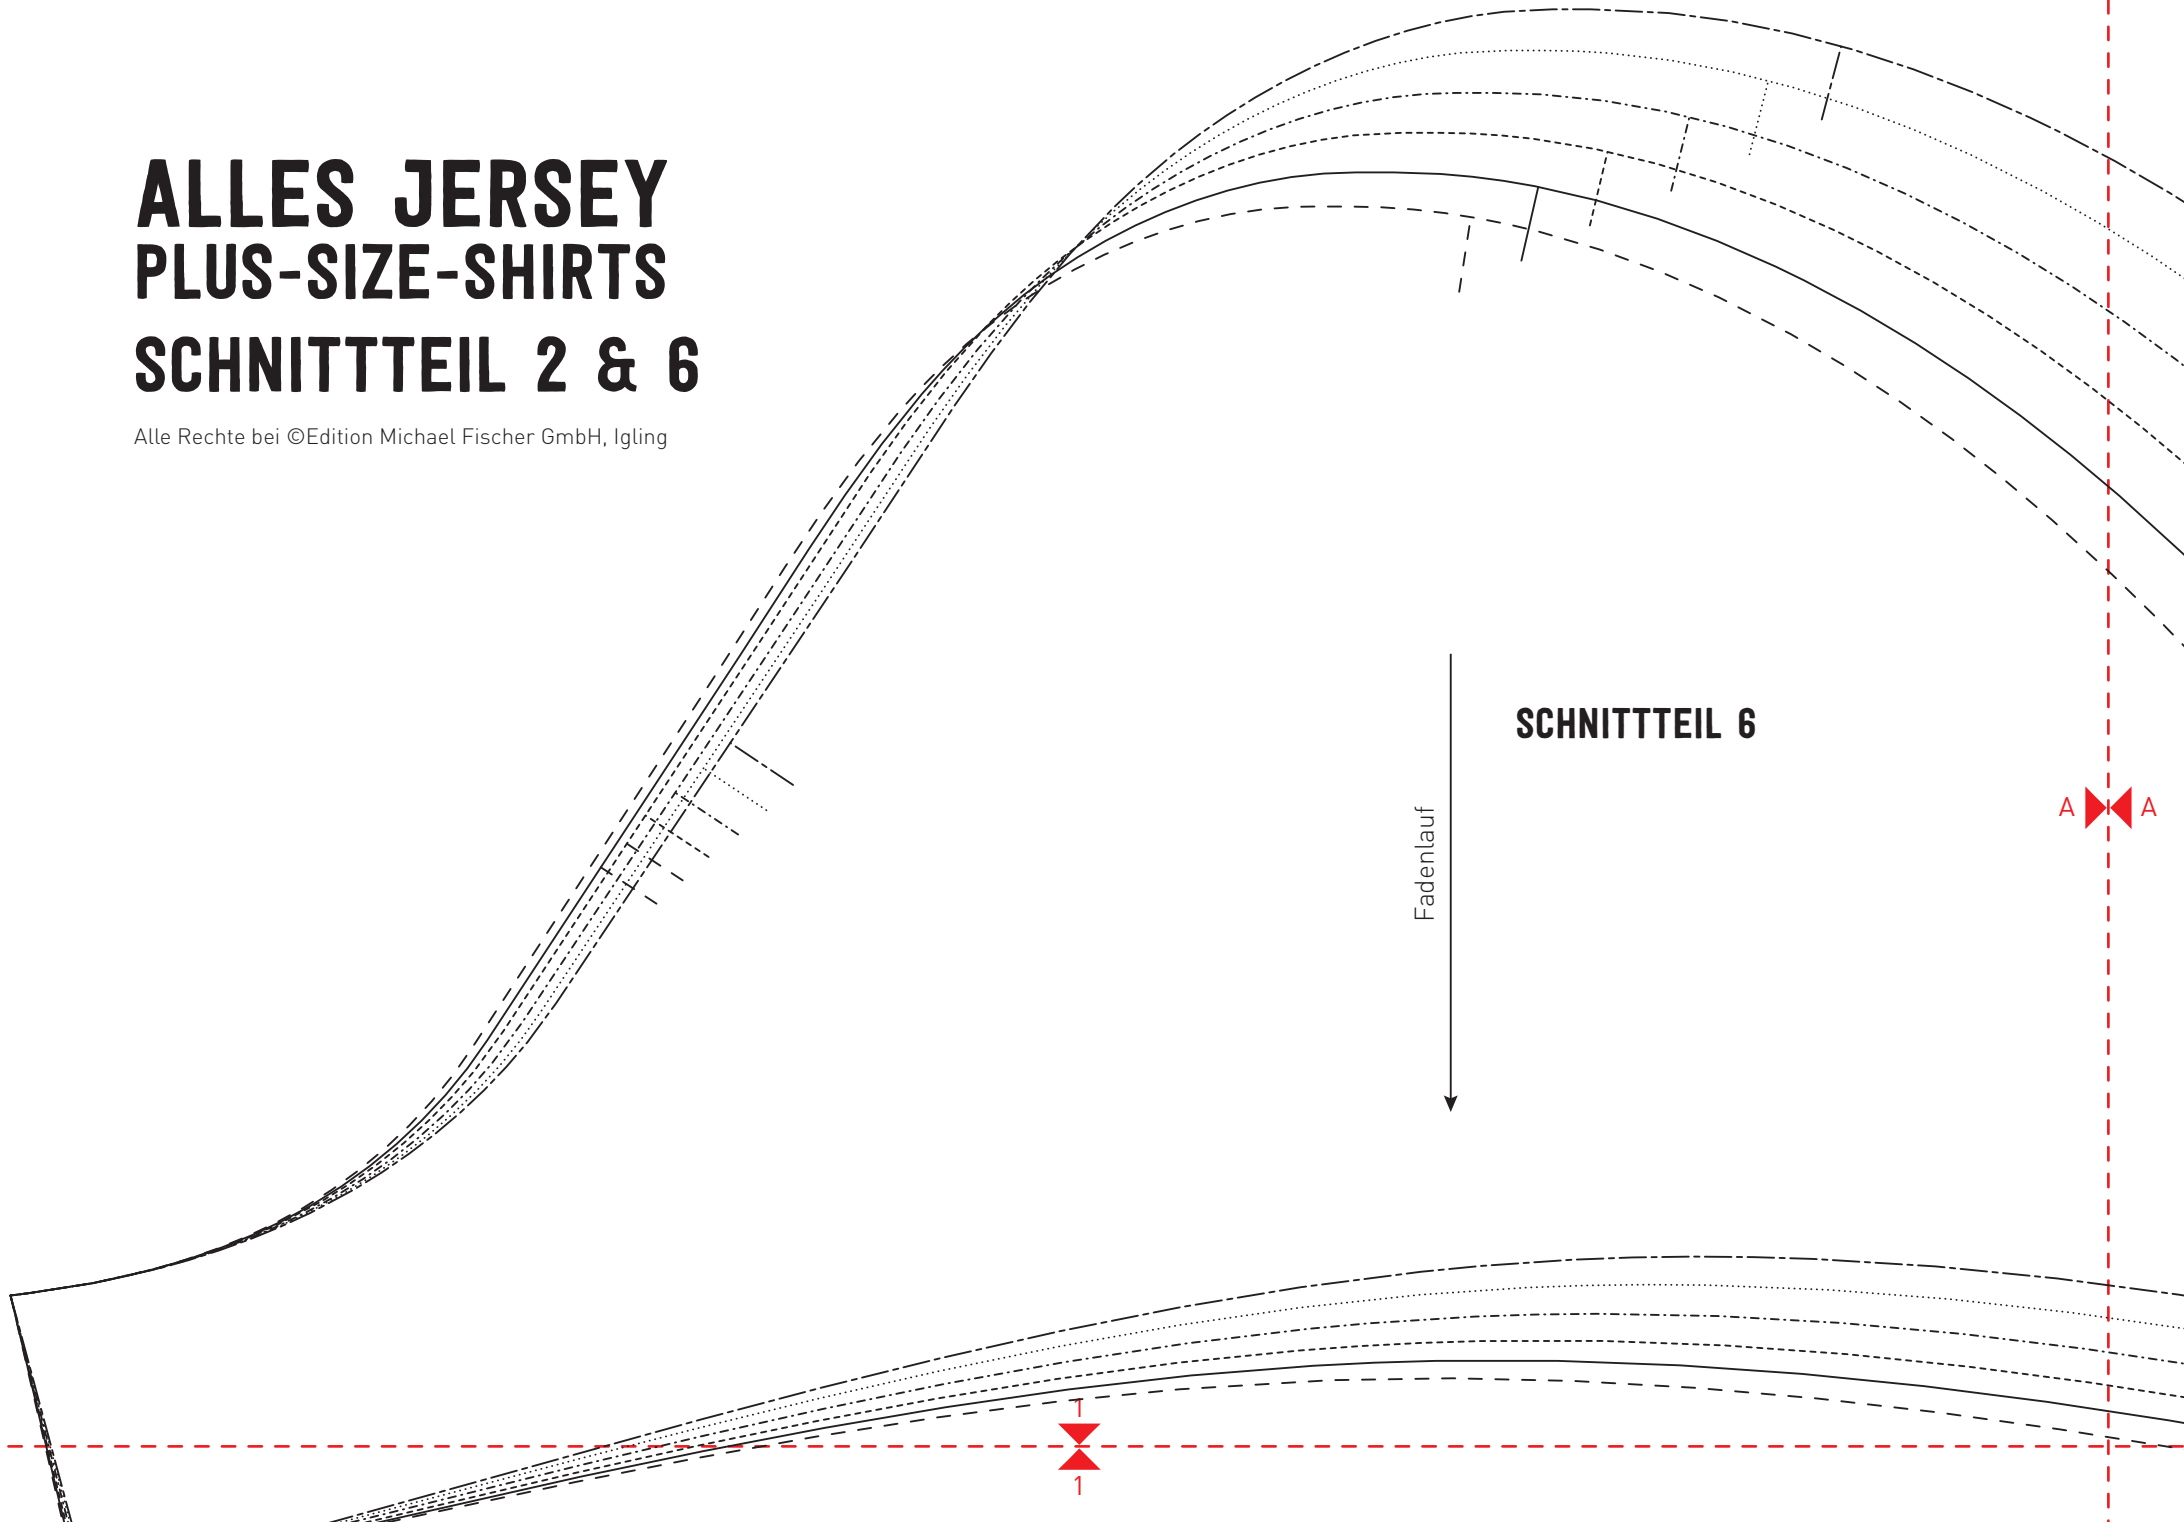 ALLES JERSEY
PLUS-SIZE-SHIRTS
SCHNITTTEIL 2 & 6
Alle Rechte bei ©Edition Michael Fischer GmbH, Igling
SCHNITTTEIL 6
Fadenlauf
A A
1
1